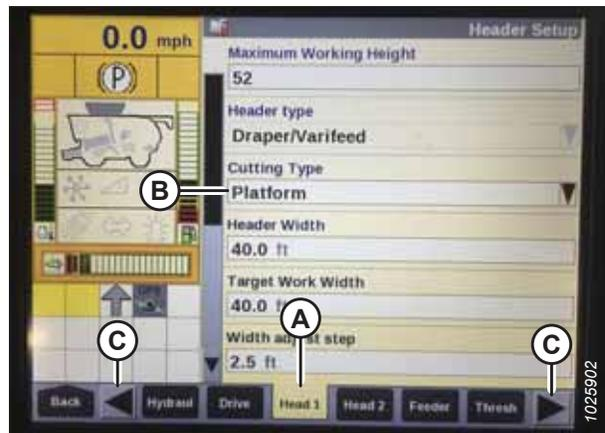 0.0 mph
(P)
Header Setup
Maximum Working Height
52
Header type
Draper/Varifeed
Cutting Type
B
Platform
Header Width
40.0 ft
Target Work Width
40.0
A
Width step
2.5 ft
C
C
Back
Hydraul
Drive
Head 1
Head 2
Feeder
Thresh
1025902